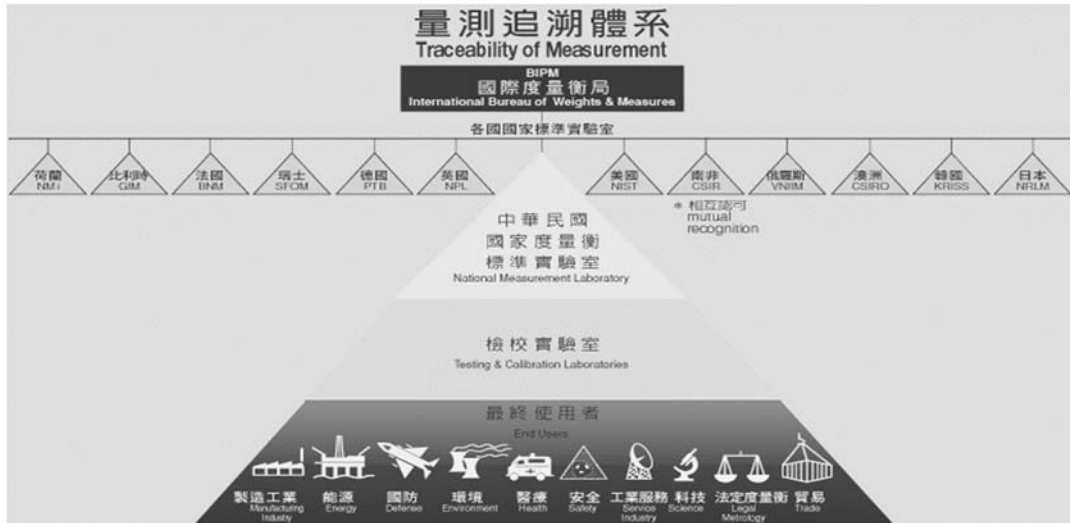 量測追溯體系
Traceability of Measurement
BIPM
國際度量衡局
International Bureau of Weights & Measures
各國國家標準實驗室
荷蘭 比利時 法國 瑞士 德國 英國 美國 南非 俄羅斯 澳洲 韓國 日本
NMi GIM BNM SFOM PTB NPL NIST CSIR VNIIM CSIRO KRISS NRLM
* 相互認可
mutual
recognition
中華民國
國家度量衡
標準實驗室
National Measurement Laboratory
檢校實驗室
Testing & Calibration Laboratories
最終使用者
End Users
製造工業 能源 國防 環境 醫療 安全 工業服務 科技 法定度量衡 貿易
Manufacturing Energy Defense Environment Health Safety Service Science Legal Trade
Industry Industry Metrology